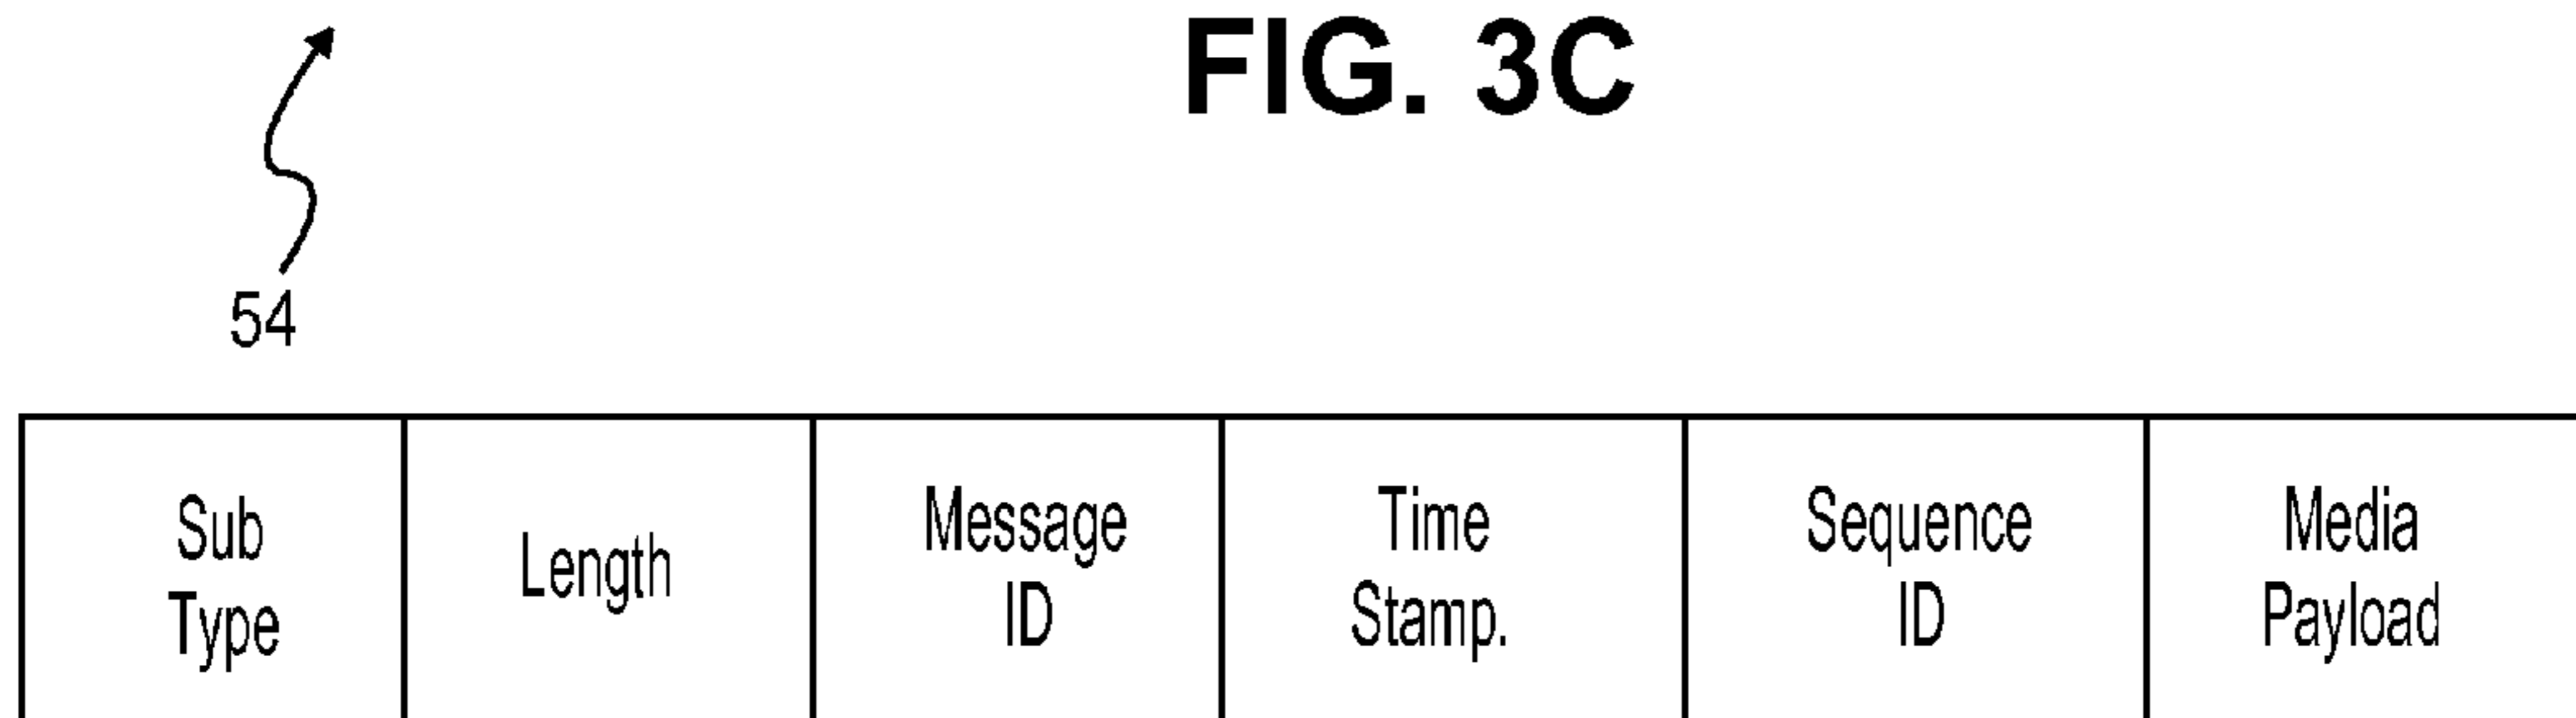 FIG. 3C
54
Sub
Type
Length
Message
ID
Time
Stamp.
Sequence
ID
Media
Payload